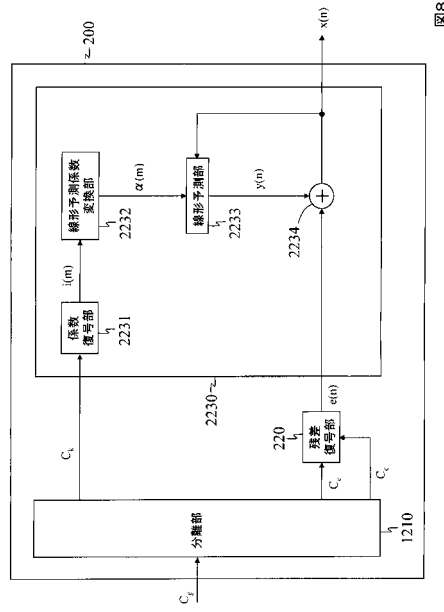 図8
200
C_g
分離部
1210
C_k
係数
復号部
2231
i(m)
線形予測係数
変換部
2232
α(m)
線形予測部
2233
y(n)
2234
2230
C_e
C_c
残差
復号部
220
e(n)
x(n)